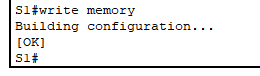 S1#write memory
Building configuration...
[OK]
S1#